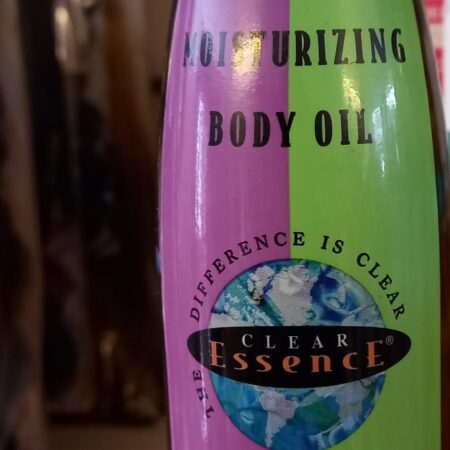 MOISTURIZING
BODY OIL
THE DIFFERENCE IS CLEAR
CLEAR
EssencE®